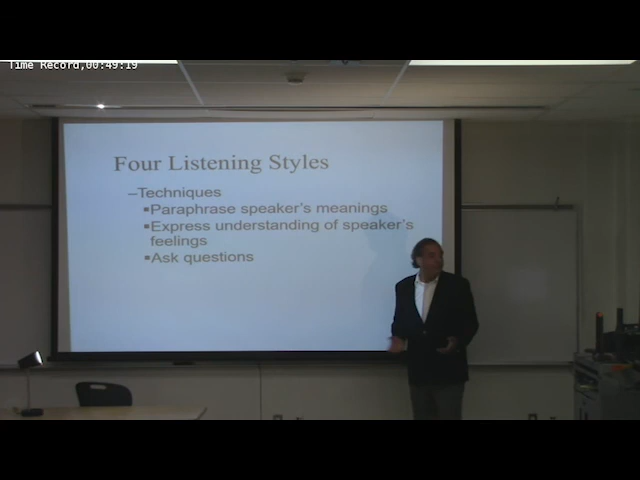 Time Record,00:49:19
Four Listening Styles
–Techniques
▪Paraphrase speaker's meanings
▪Express understanding of speaker's
feelings
▪Ask questions